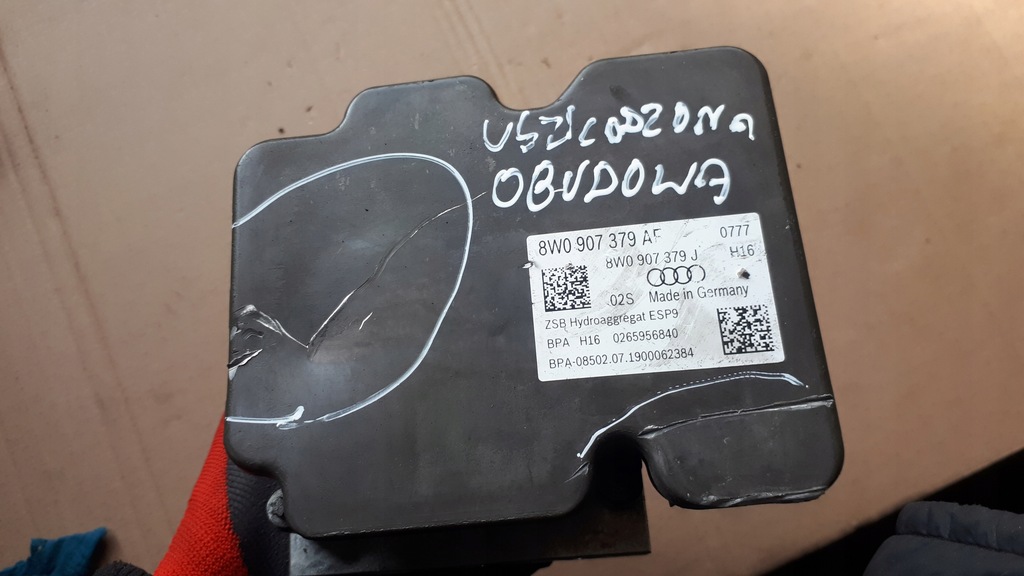 USZKODZONA
OBUDOWA
8W0 907 379 AF 0777
8W0 907 379 J H16
02S Made in Germany
ZSB Hydroaggregat ESP9
BPA H16 0265956840
BPA-08502.07.1900062384